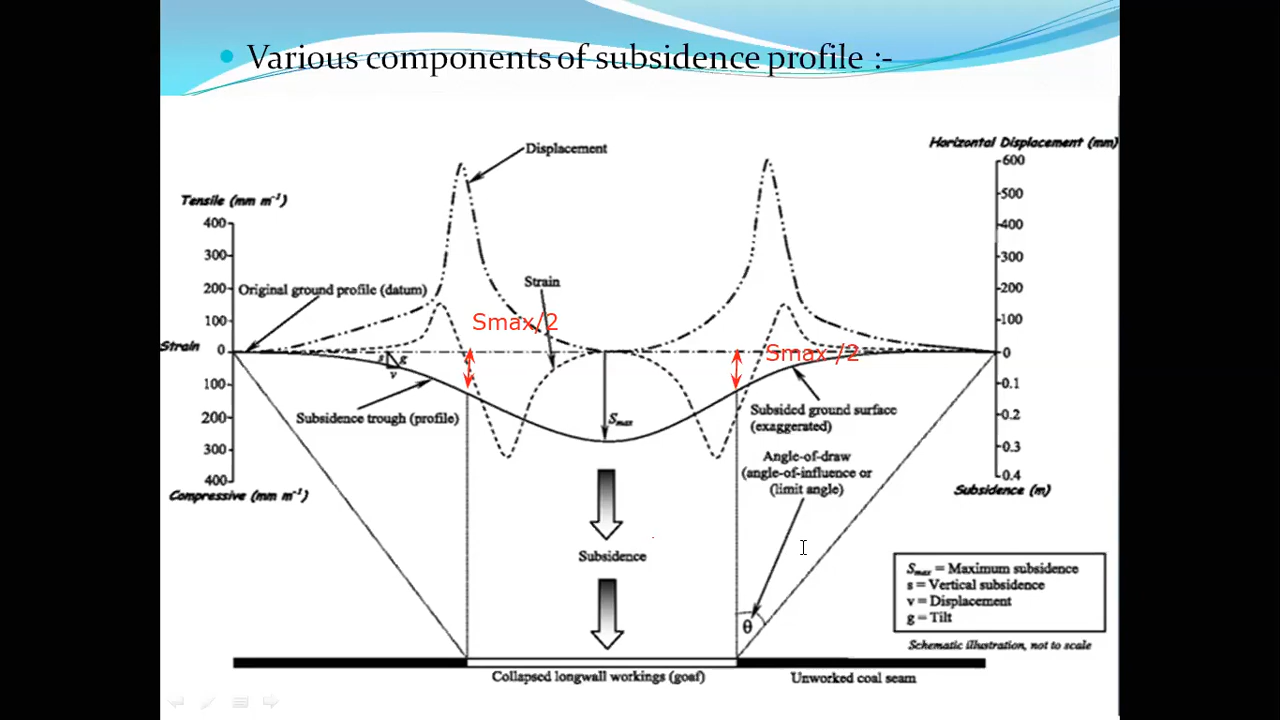 Various components of subsidence profile :-
Horizontal Displacement (mm)
Displacement
600
500
400
300
200
100
0
0.1
0.2
0.3
0.4
Subsidence (m)
Tensile (mm m⁻¹)
400
300
200
100
Strain 0
100
200
300
400
Compressive (mm m⁻¹)
Original ground profile (datum)
Strain
Smax/2
Smax /2
s
g
v
Subsidence trough (profile)
Smax
Subsided ground surface
(exaggerated)
Angle-of-draw
(angle-of-influence or
(limit angle)
Subsidence
θ
Smax = Maximum subsidence
s = Vertical subsidence
v = Displacement
g = Tilt
Schematic illustration, not to scale
Collapsed longwall workings (goaf)
Unworked coal seam